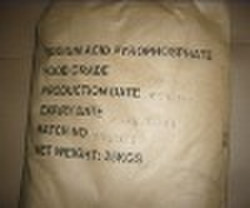 SODIUM ACID PYROPHOSPHATE
FOOD GRADE
PRODUCTION DATE
EXPIRY DATE
BATCH NO
NET WEIGHT: 25KGS